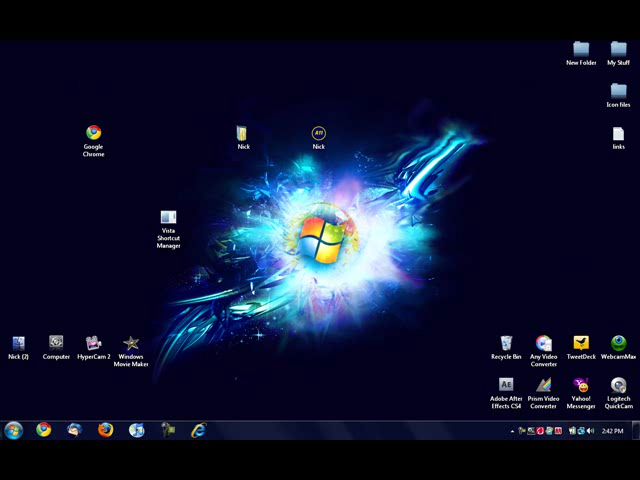 New Folder
My Stuff
Icon files
Google
Chrome
Nick
Nick
links
Vista
Shortcut
Manager
Nick (2)
Computer
HyperCam 2
Windows
Movie Maker
Recycle Bin
Any Video
Converter
TweetDeck
WebcamMax
Ae
Adobe After
Effects CS4
Prism Video
Converter
Yahoo!
Messenger
Logitech
QuickCam
2:42 PM